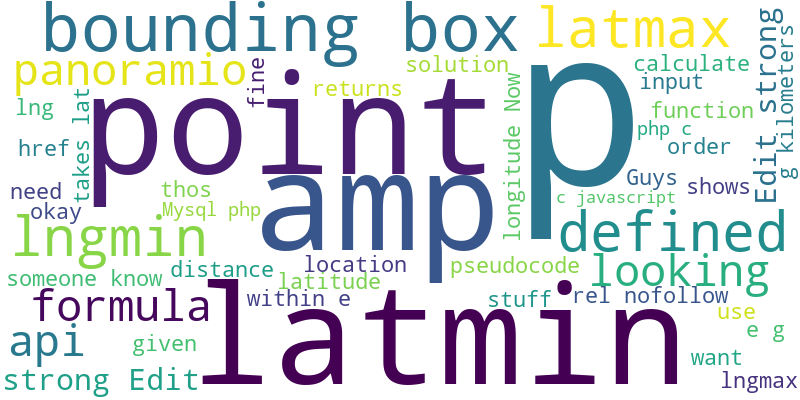 bounding box
latmax
panoramio
fine
solution
calculate
returns
input
point
p
lng
takes lat
longitude Now
function
php c
order
Edit strong
g kilometers
href
need
okay
thos
Mysql php
amp
Guys
shows
c javascript
lngmin
defined
someone know
distance
location
latitude
pseudocode
looking
formula
within e
stuff
rel nofollow
latmin
use
api
given
e g
want
strong Edit
lngmax